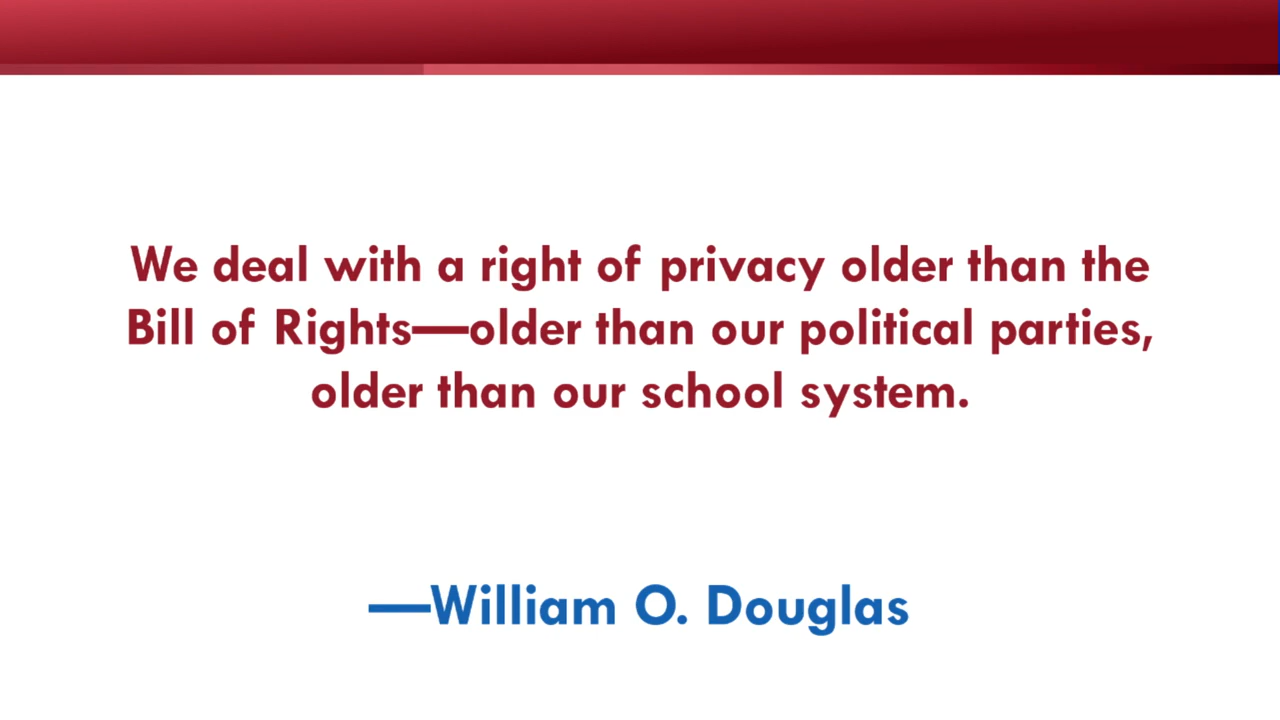 We deal with a right of privacy older than the
Bill of Rights—older than our political parties,
older than our school system.
—William O. Douglas